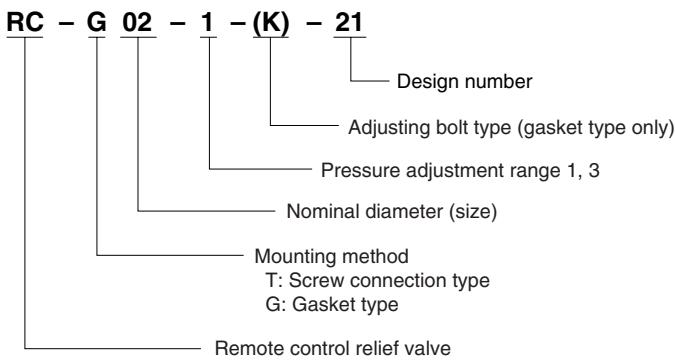 RC – G 02 – 1 – (K) – 21
Design number
Adjusting bolt type (gasket type only)
Pressure adjustment range 1, 3
Nominal diameter (size)
Mounting method
T: Screw connection type
G: Gasket type
Remote control relief valve